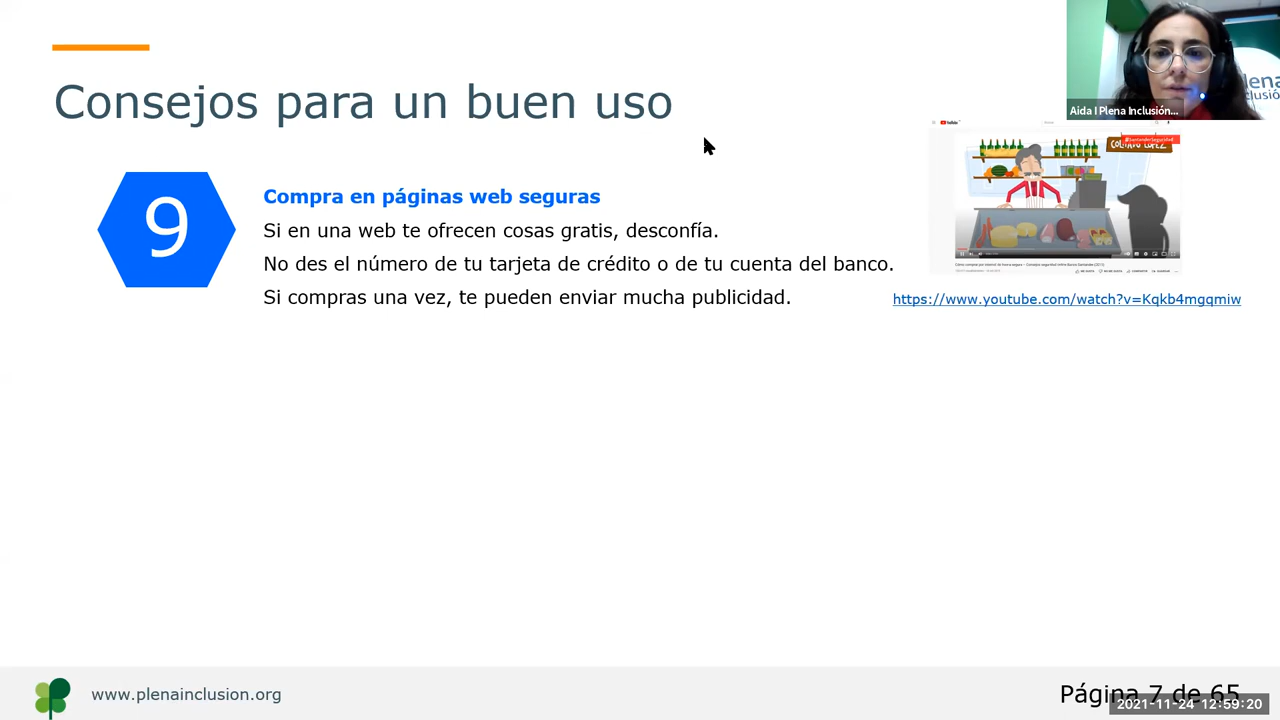 Consejos para un buen uso
Aida I Plena Inclusión...
9
Compra en páginas web seguras
Si en una web te ofrecen cosas gratis, desconfía.
No des el número de tu tarjeta de crédito o de tu cuenta del banco.
Si compras una vez, te pueden enviar mucha publicidad.
YouTube
https://www.youtube.com/watch?v=Kqkb4mgqmiw
www.plenainclusion.org
Página 7 de 65
2021-11-24 12:59:20